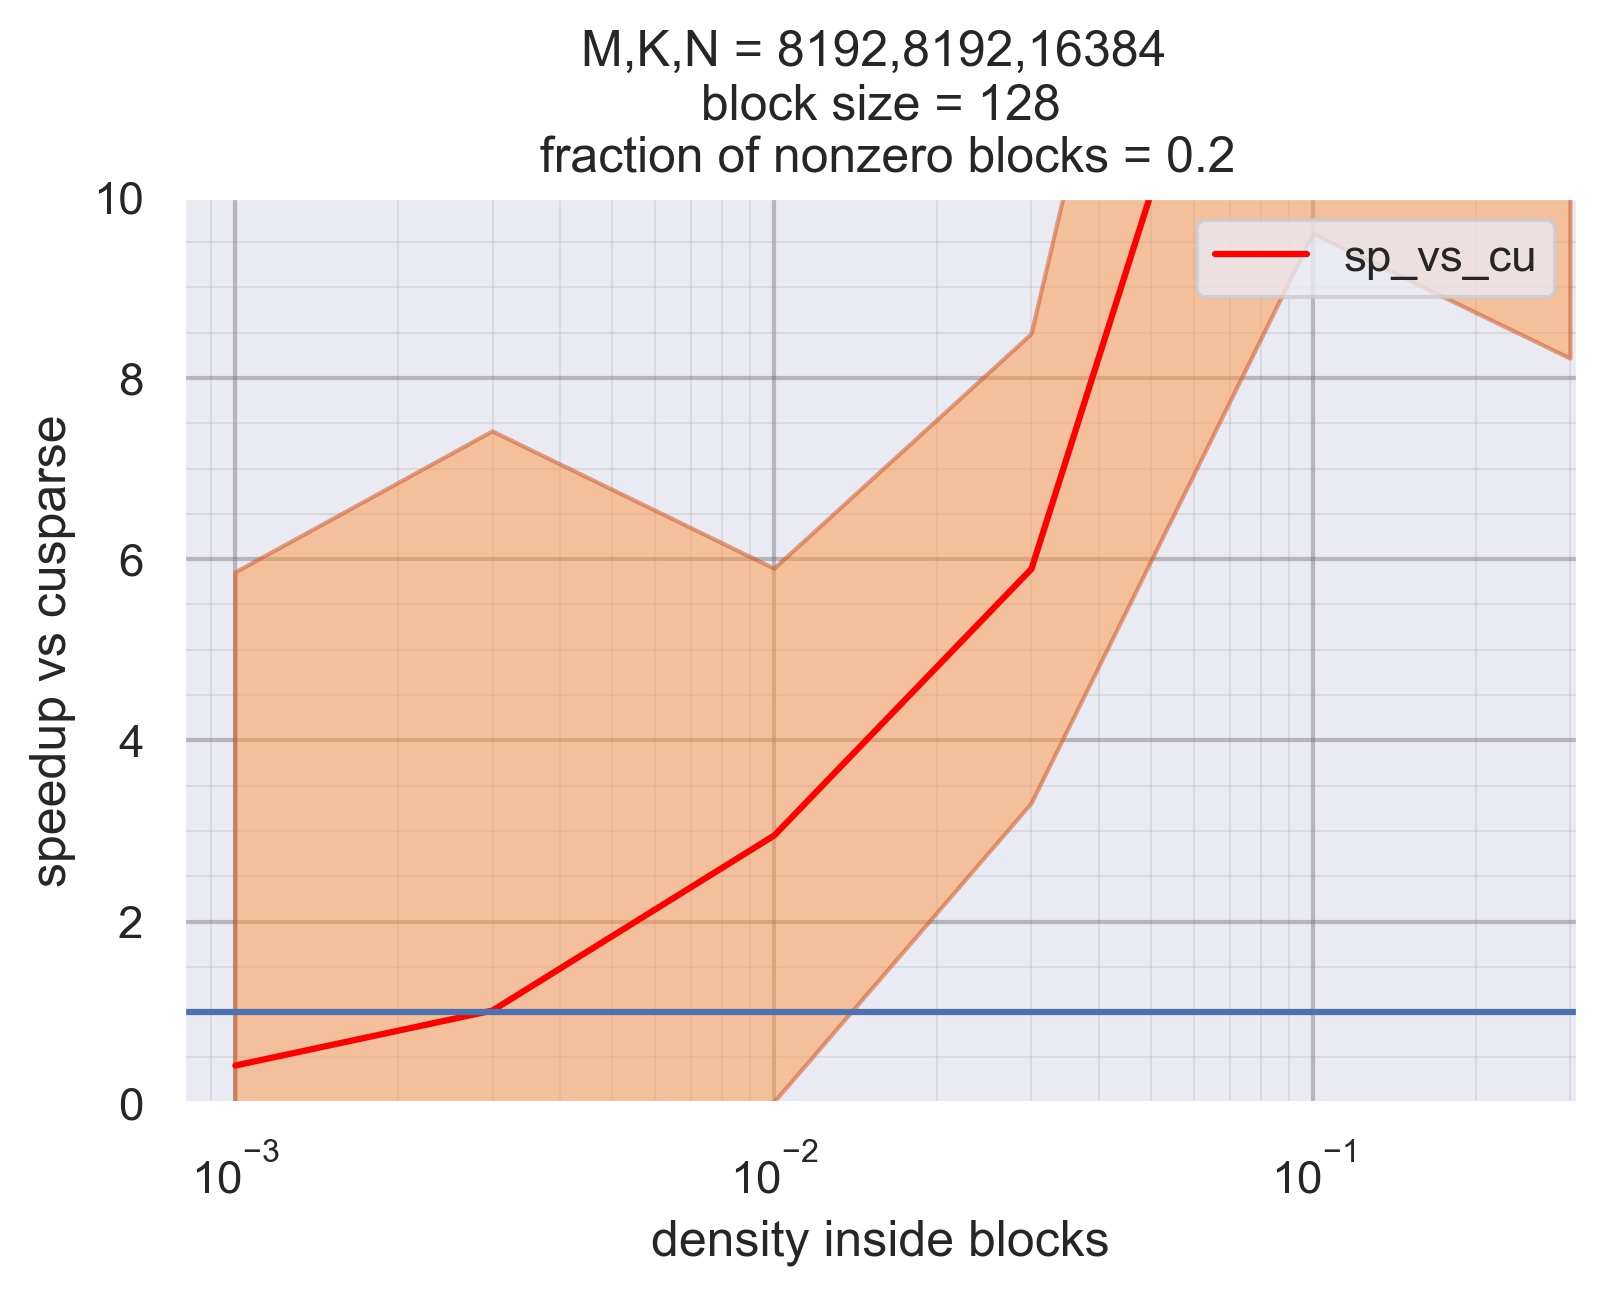 M,K,N = 8192,8192,16384
block size = 128
fraction of nonzero blocks = 0.2
10
8
6
4
2
0
speedup vs cusparse
sp_vs_cu
10⁻³
10⁻²
10⁻¹
density inside blocks